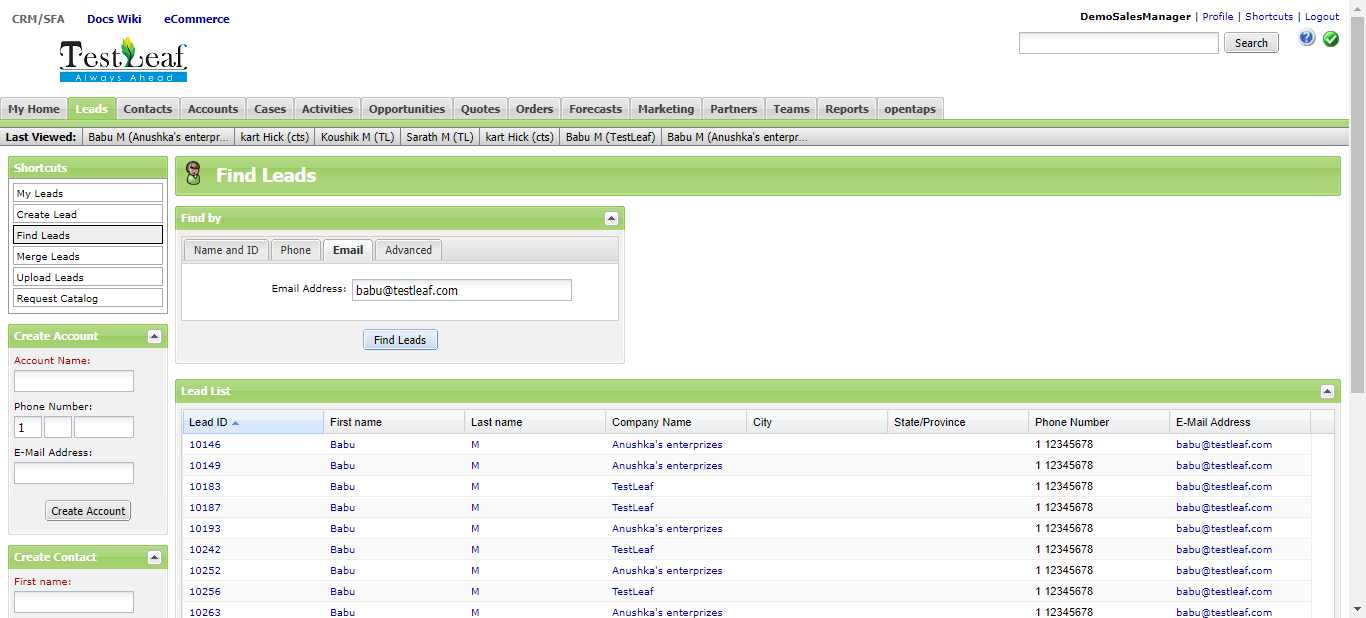 CRM/SFA Docs Wiki eCommerce
DemoSalesManager | Profile | Shortcuts | Logout
TestLeaf
Always Ahead
Search
My Home Leads Contacts Accounts Cases Activities Opportunities Quotes Orders Forecasts Marketing Partners Teams Reports opentaps
Last Viewed: Babu M (Anushka's enterpr... kart Hick (cts) Koushik M (TL) Sarath M (TL) kart Hick (cts) Babu M (TestLeaf) Babu M (Anushka's enterpr...
Shortcuts
My Leads
Create Lead
Find Leads
Merge Leads
Upload Leads
Request Catalog
Create Account
Account Name:
Phone Number:
1
E-Mail Address:
Create Account
Create Contact
First name:
Find Leads
Find by
Name and ID Phone Email Advanced
Email Address: babu@testleaf.com
Find Leads
Lead List
Lead ID First name Last name Company Name City State/Province Phone Number E-Mail Address
10146 Babu M Anushka's enterprizes 1 12345678 babu@testleaf.com
10149 Babu M Anushka's enterprizes 1 12345678 babu@testleaf.com
10183 Babu M TestLeaf 1 12345678 babu@testleaf.com
10187 Babu M TestLeaf 1 12345678 babu@testleaf.com
10193 Babu M Anushka's enterprizes 1 12345678 babu@testleaf.com
10242 Babu M TestLeaf 1 12345678 babu@testleaf.com
10252 Babu M Anushka's enterprizes 1 12345678 babu@testleaf.com
10256 Babu M TestLeaf 1 12345678 babu@testleaf.com
10263 Babu M Anushka's enterprizes 1 12345678 babu@testleaf.com